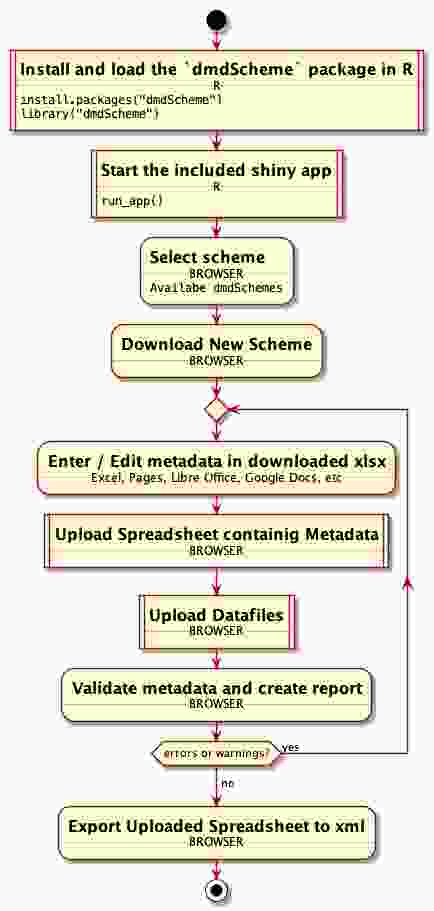 Install and load the `dmdScheme` package in R
R
install.packages("dmdScheme")
library("dmdScheme")
Start the included shiny app
R
run_app()
Select scheme
BROWSER
Availabe dmdSchemes
Download New Scheme
BROWSER
Enter / Edit metadata in downloaded xlsx
Excel, Pages, Libre Office, Google Docs, etc
Upload Spreadsheet containig Metadata
BROWSER
Upload Datafiles
BROWSER
Validate metadata and create report
BROWSER
errors or warnings?
yes
no
Export Uploaded Spreadsheet to xml
BROWSER